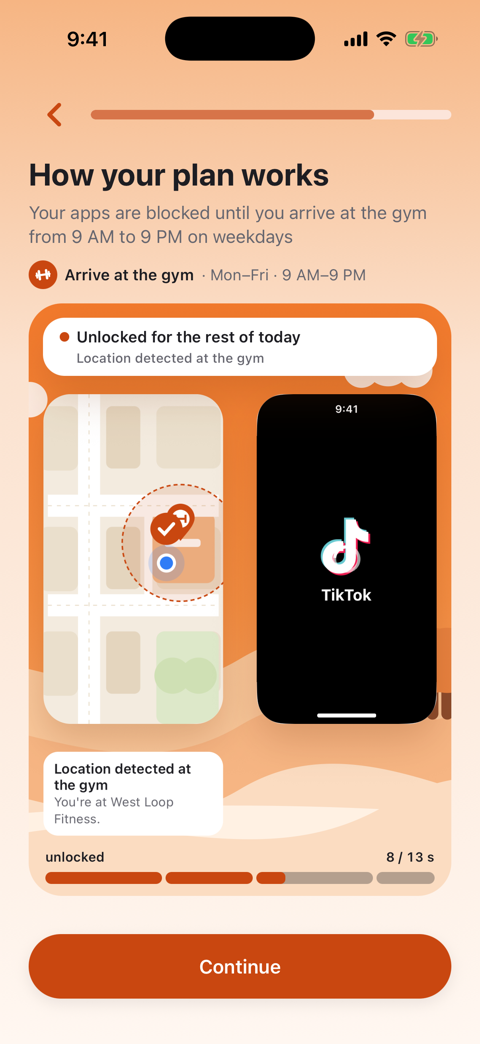 9:41
How your plan works
Your apps are blocked until you arrive at the gym
from 9 AM to 9 PM on weekdays
Arrive at the gym · Mon–Fri · 9 AM–9 PM
Unlocked for the rest of today
Location detected at the gym
9:41
TikTok
Location detected at
the gym
You're at West Loop
Fitness.
unlocked
8 / 13 s
Continue